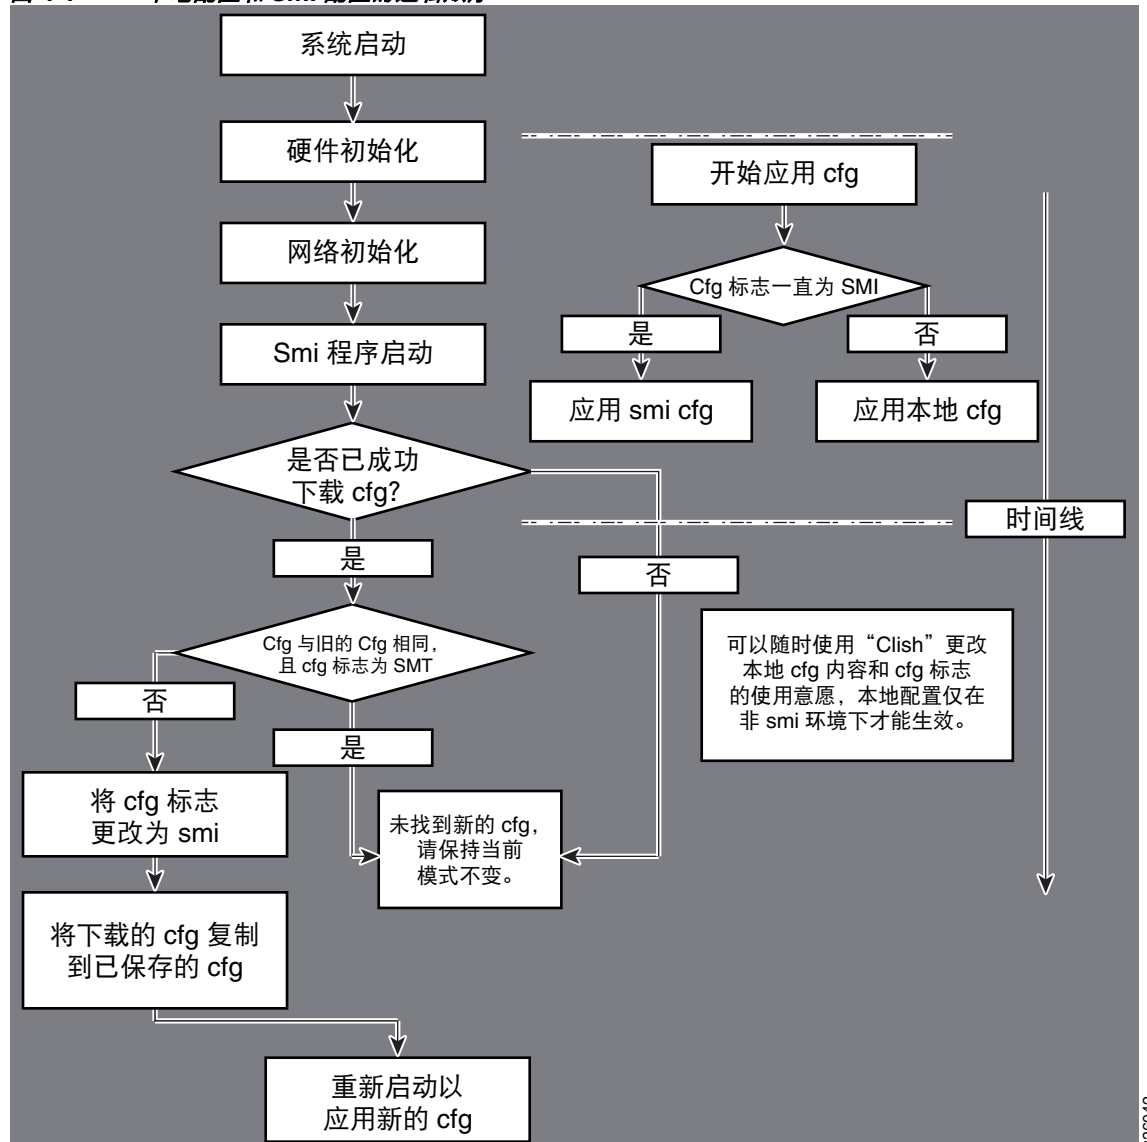 系统启动
硬件初始化
网络初始化
Smi 程序启动
是否已成功
下载 cfg?
是
否
Cfg 与旧的 Cfg 相同，
且 cfg 标志为 SMT
否
是
将 cfg 标志
更改为 smi
未找到新的 cfg，
请保持当前
模式不变。
将下载的 cfg 复制
到已保存的 cfg
重新启动以
应用新的 cfg
开始应用 cfg
Cfg 标志一直为 SMI
是
否
应用 smi cfg
应用本地 cfg
时间线
可以随时使用“Clish”更改
本地 cfg 内容和 cfg 标志
的使用意愿，本地配置仅在
非 smi 环境下才能生效。